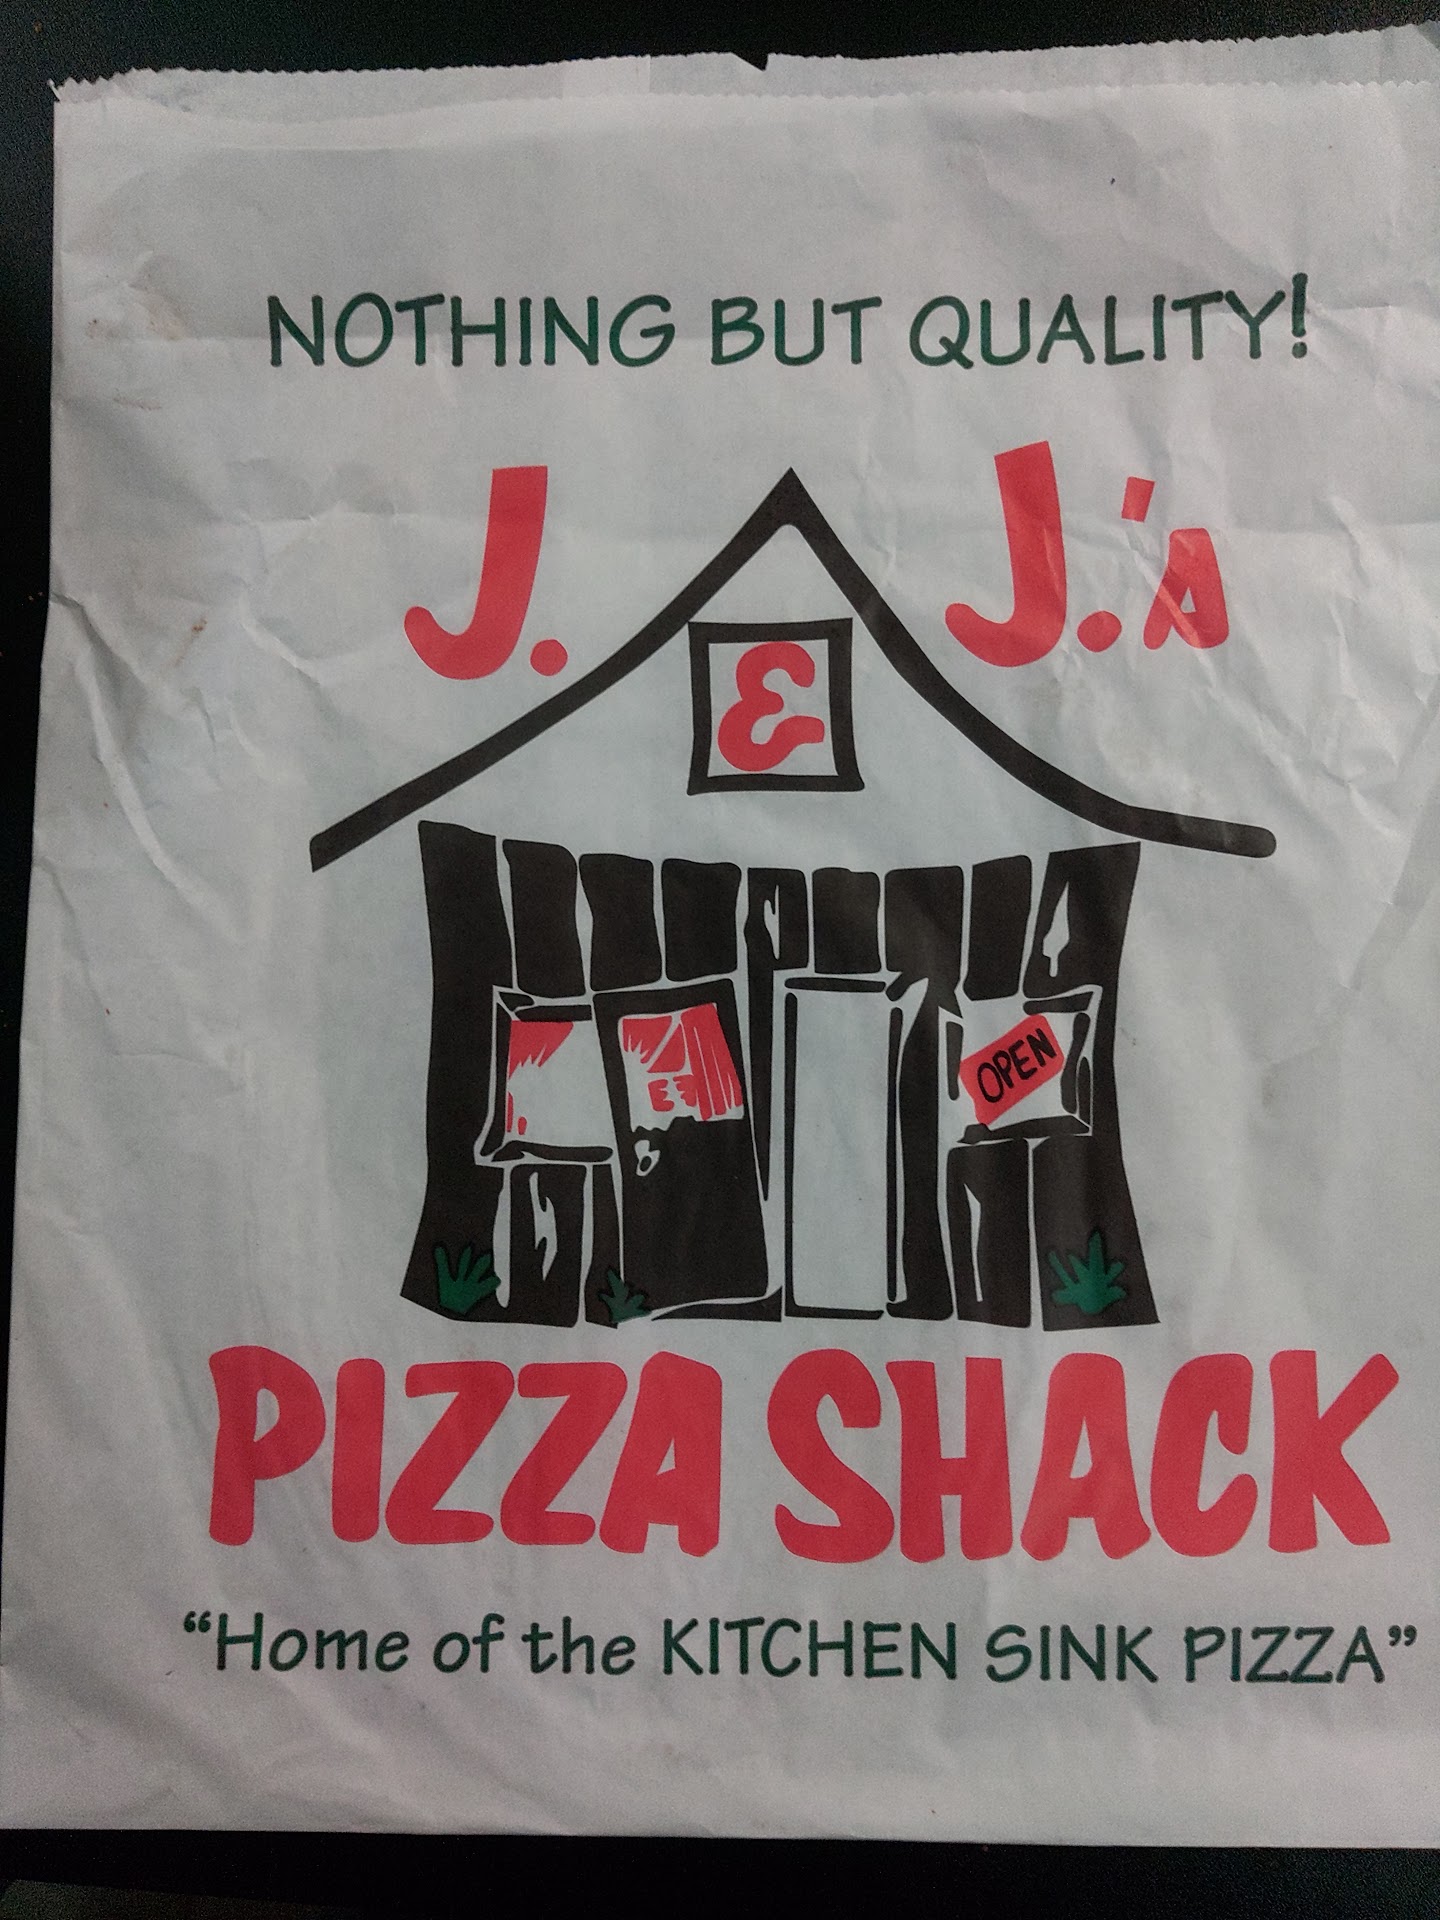 NOTHING BUT QUALITY!
J. & J.'s
OPEN
PIZZA SHACK
“Home of the KITCHEN SINK PIZZA”